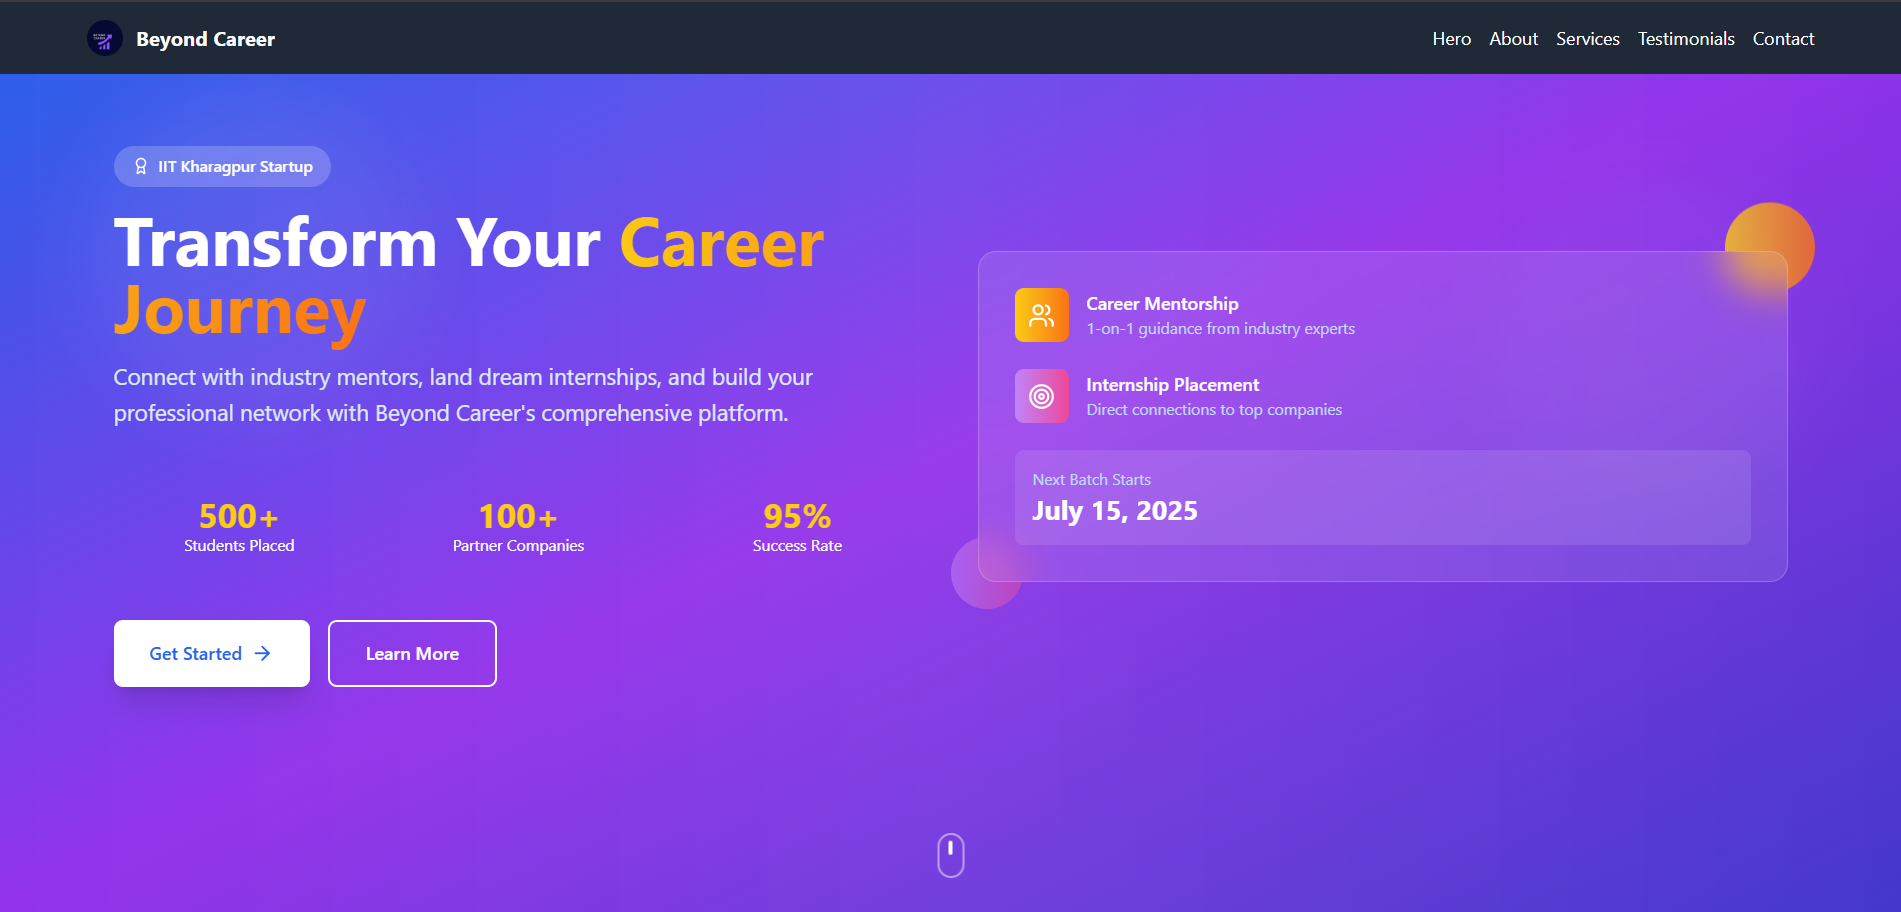 Beyond Career
Hero About Services Testimonials Contact
IIT Kharagpur Startup
Transform Your Career
Journey
Connect with industry mentors, land dream internships, and build your
professional network with Beyond Career's comprehensive platform.
500+
Students Placed
100+
Partner Companies
95%
Success Rate
Get Started
Learn More
Career Mentorship
1-on-1 guidance from industry experts
Internship Placement
Direct connections to top companies
Next Batch Starts
July 15, 2025